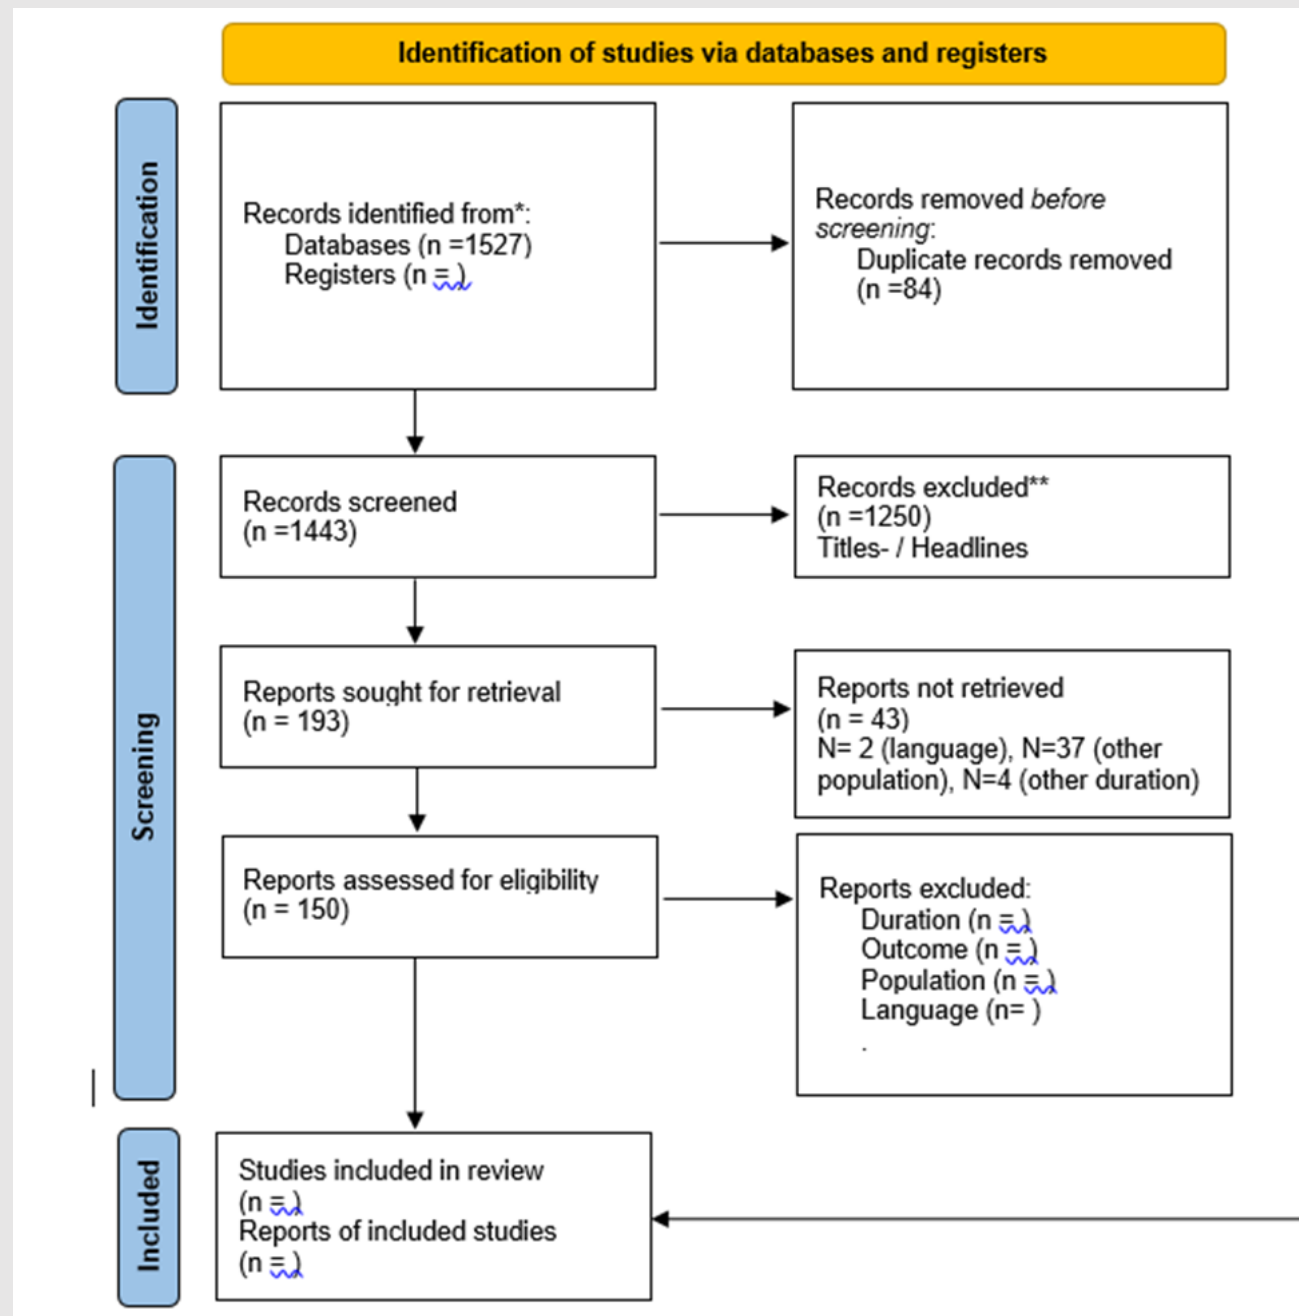 Identification of studies via databases and registers
Identification
Records identified from*:
Databases (n =1527)
Registers (n = )
Records removed before
screening:
Duplicate records removed
(n =84)
Screening
Records screened
(n =1443)
Records excluded**
(n =1250)
Titles- / Headlines
Reports sought for retrieval
(n = 193)
Reports not retrieved
(n = 43)
N= 2 (language), N=37 (other
population), N=4 (other duration)
Reports assessed for eligibility
(n = 150)
Reports excluded:
Duration (n = )
Outcome (n = )
Population (n = )
Language (n= )
.
Included
Studies included in review
(n = )
Reports of included studies
(n = )